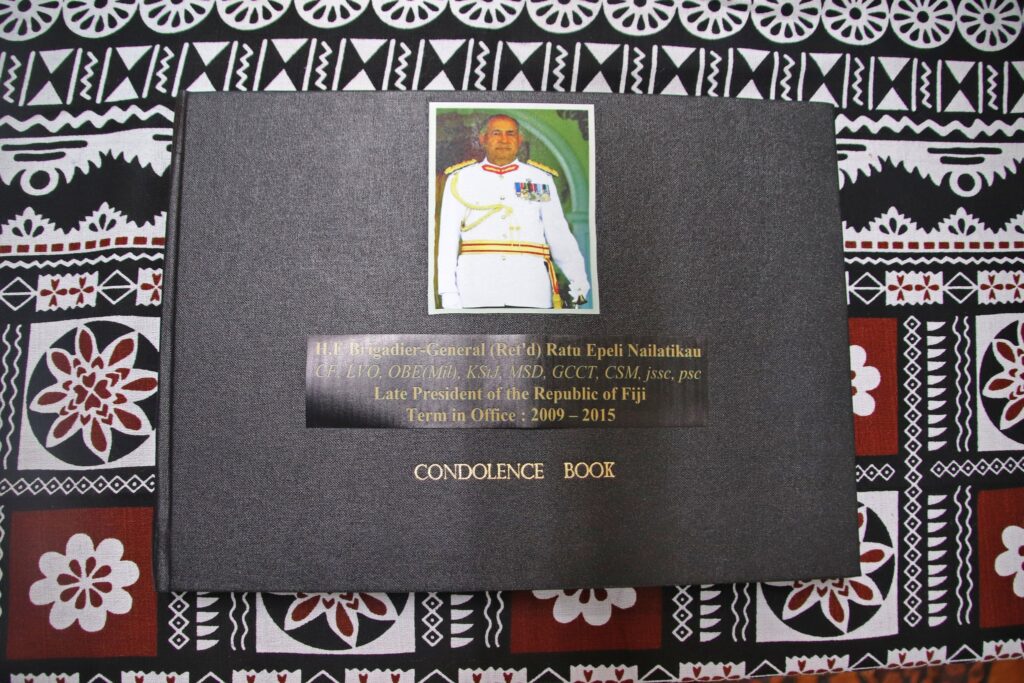 H.E Brigadier-General (Ret'd) Ratu Epeli Nailatikau
CF, LVO, OBE(Mil), KStJ, MSD, GCCT, CSM, jssc, psc
Late President of the Republic of Fiji
Term in Office : 2009 – 2015
CONDOLENCE BOOK